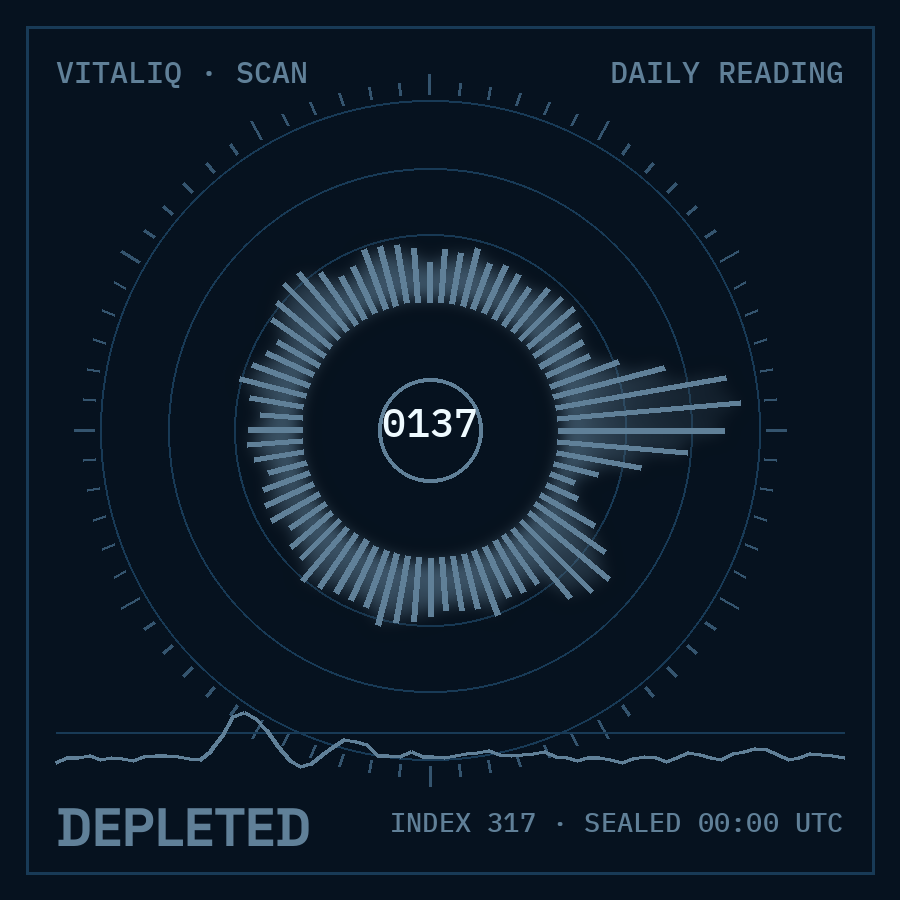 VITALIQ · SCAN
DAILY READING
0137
DEPLETED
INDEX 317 · SEALED 00:00 UTC